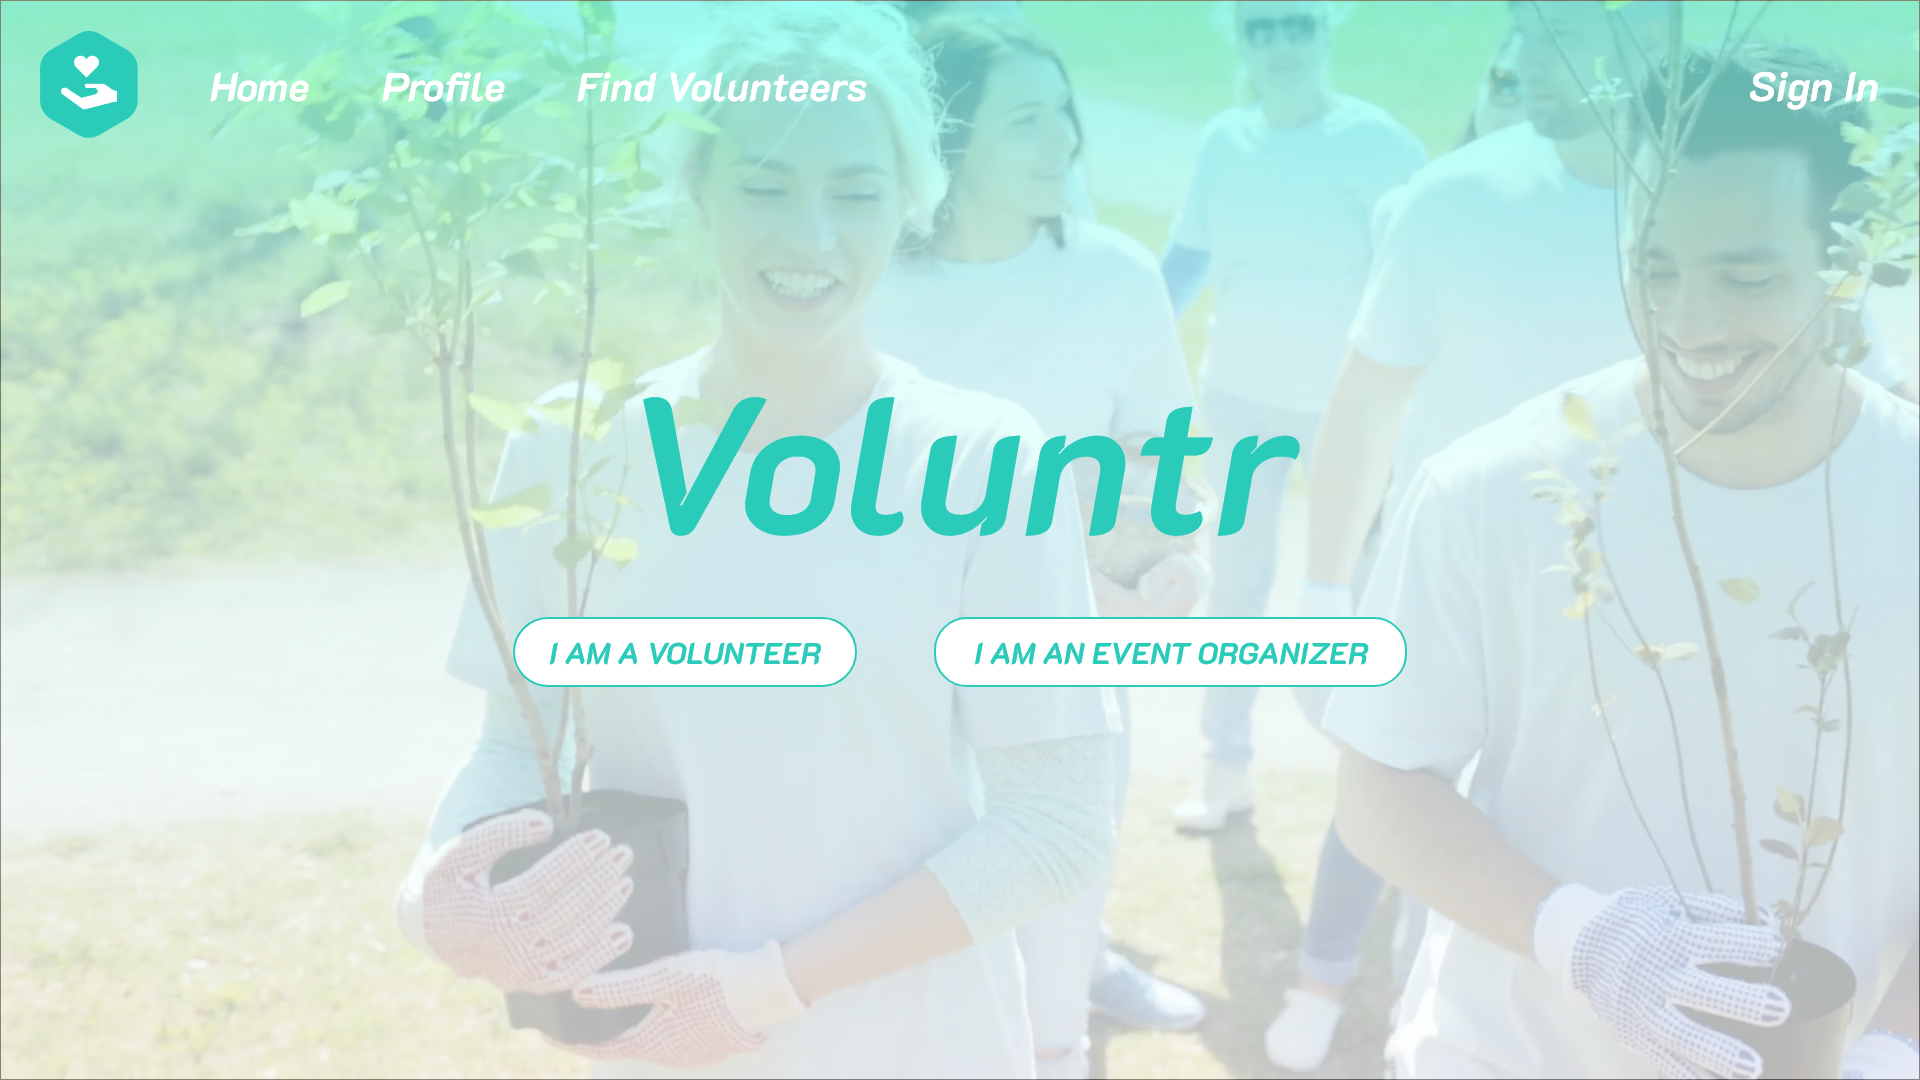 Home Profile Find Volunteers Sign In
Voluntr
I AM A VOLUNTEER I AM AN EVENT ORGANIZER